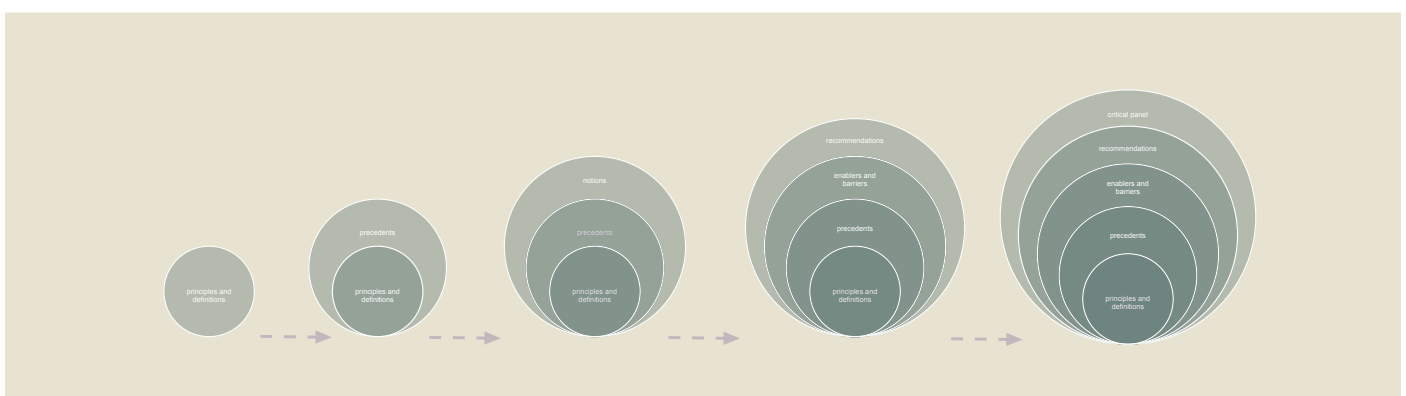 principles and
definitions
precedents
principles and
definitions
notions
precedents
principles and
definitions
recommendations
enablers and
barriers
precedents
principles and
definitions
critical panel
recommendations
enablers and
barriers
precedents
principles and
definitions